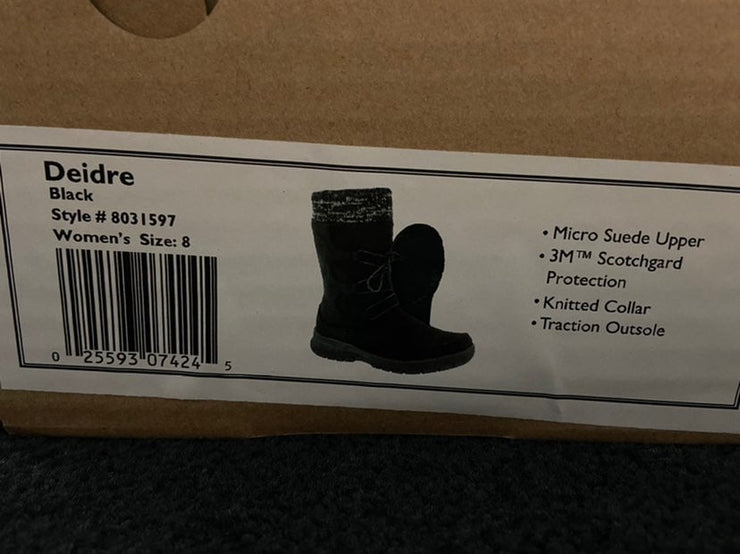 Deidre
Black
Style # 8031597
Women's Size: 8
0 25593 07424 5
• Micro Suede Upper
• 3M™ Scotchgard
Protection
• Knitted Collar
• Traction Outsole